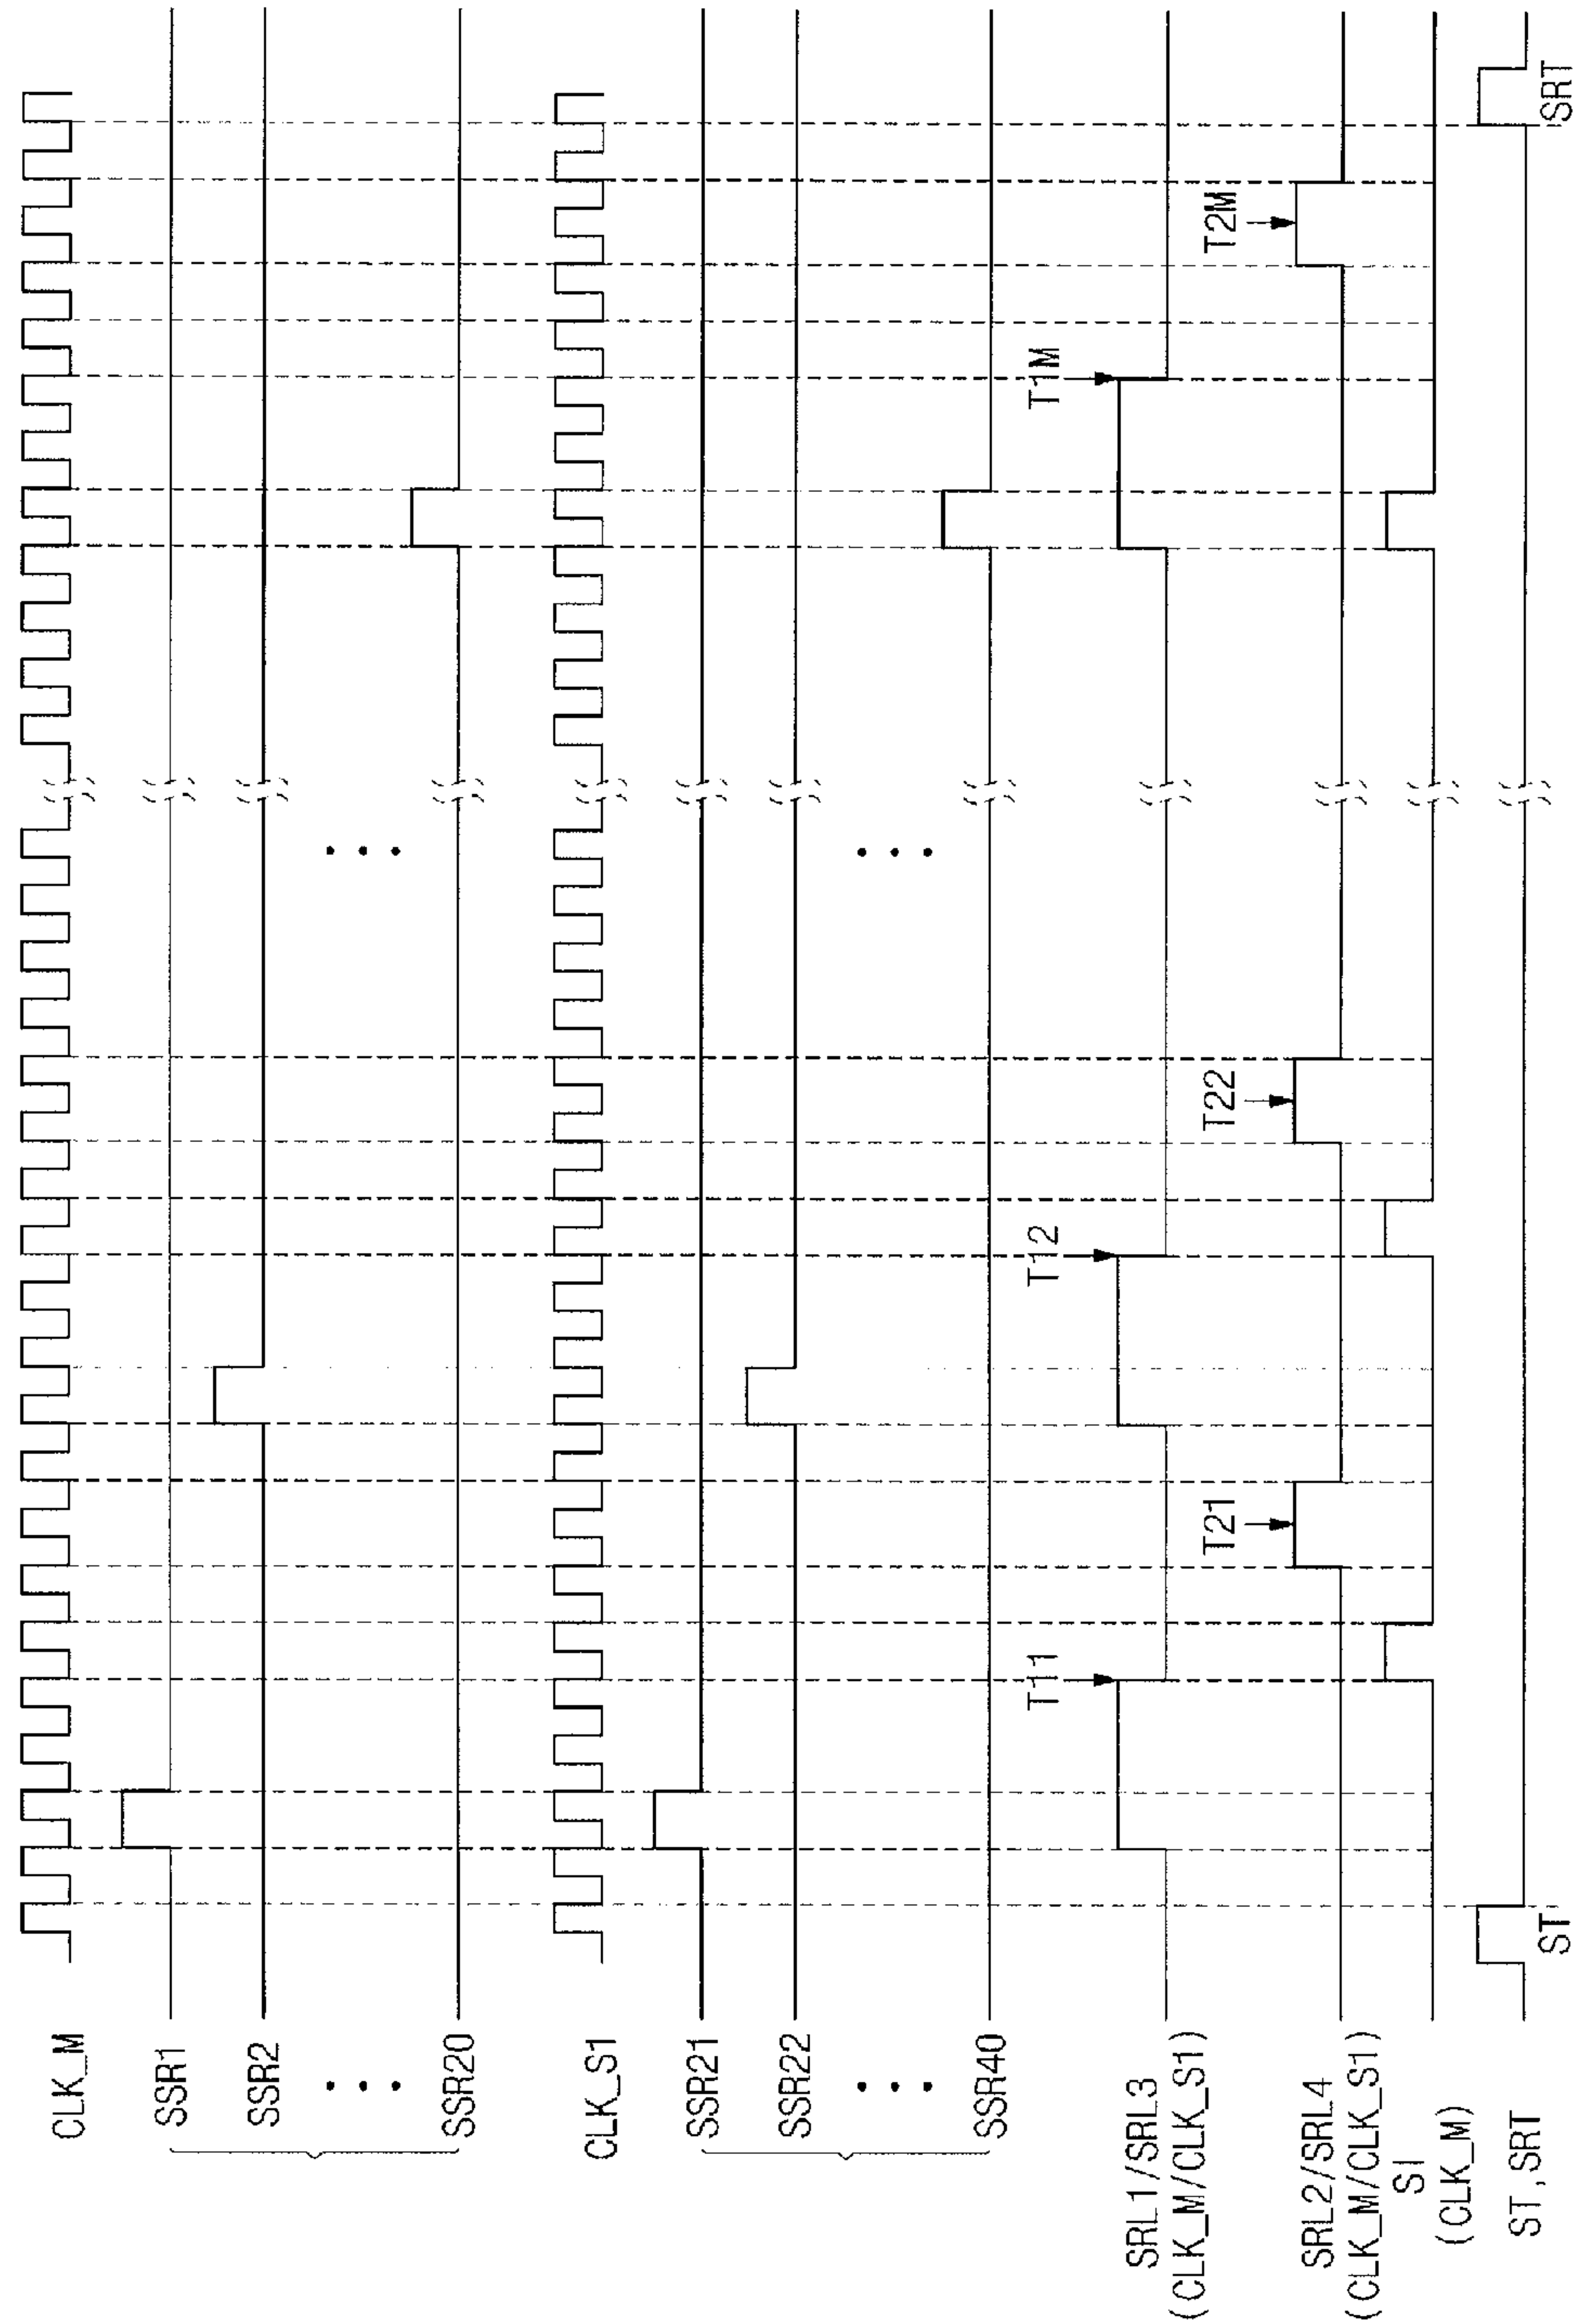 CLK_M
SSR1
SSR2
SSR20
CLK_S1
SSR21
SSR22
SSR40
SRL1/SRL3
(CLK_M/CLK_S1)
T11
T12
T1M
SRL2/SRL4
(CLK_M/CLK_S1)
T21
T22
T2M
SI
(CLK_M)
ST,SRT
ST
SRT